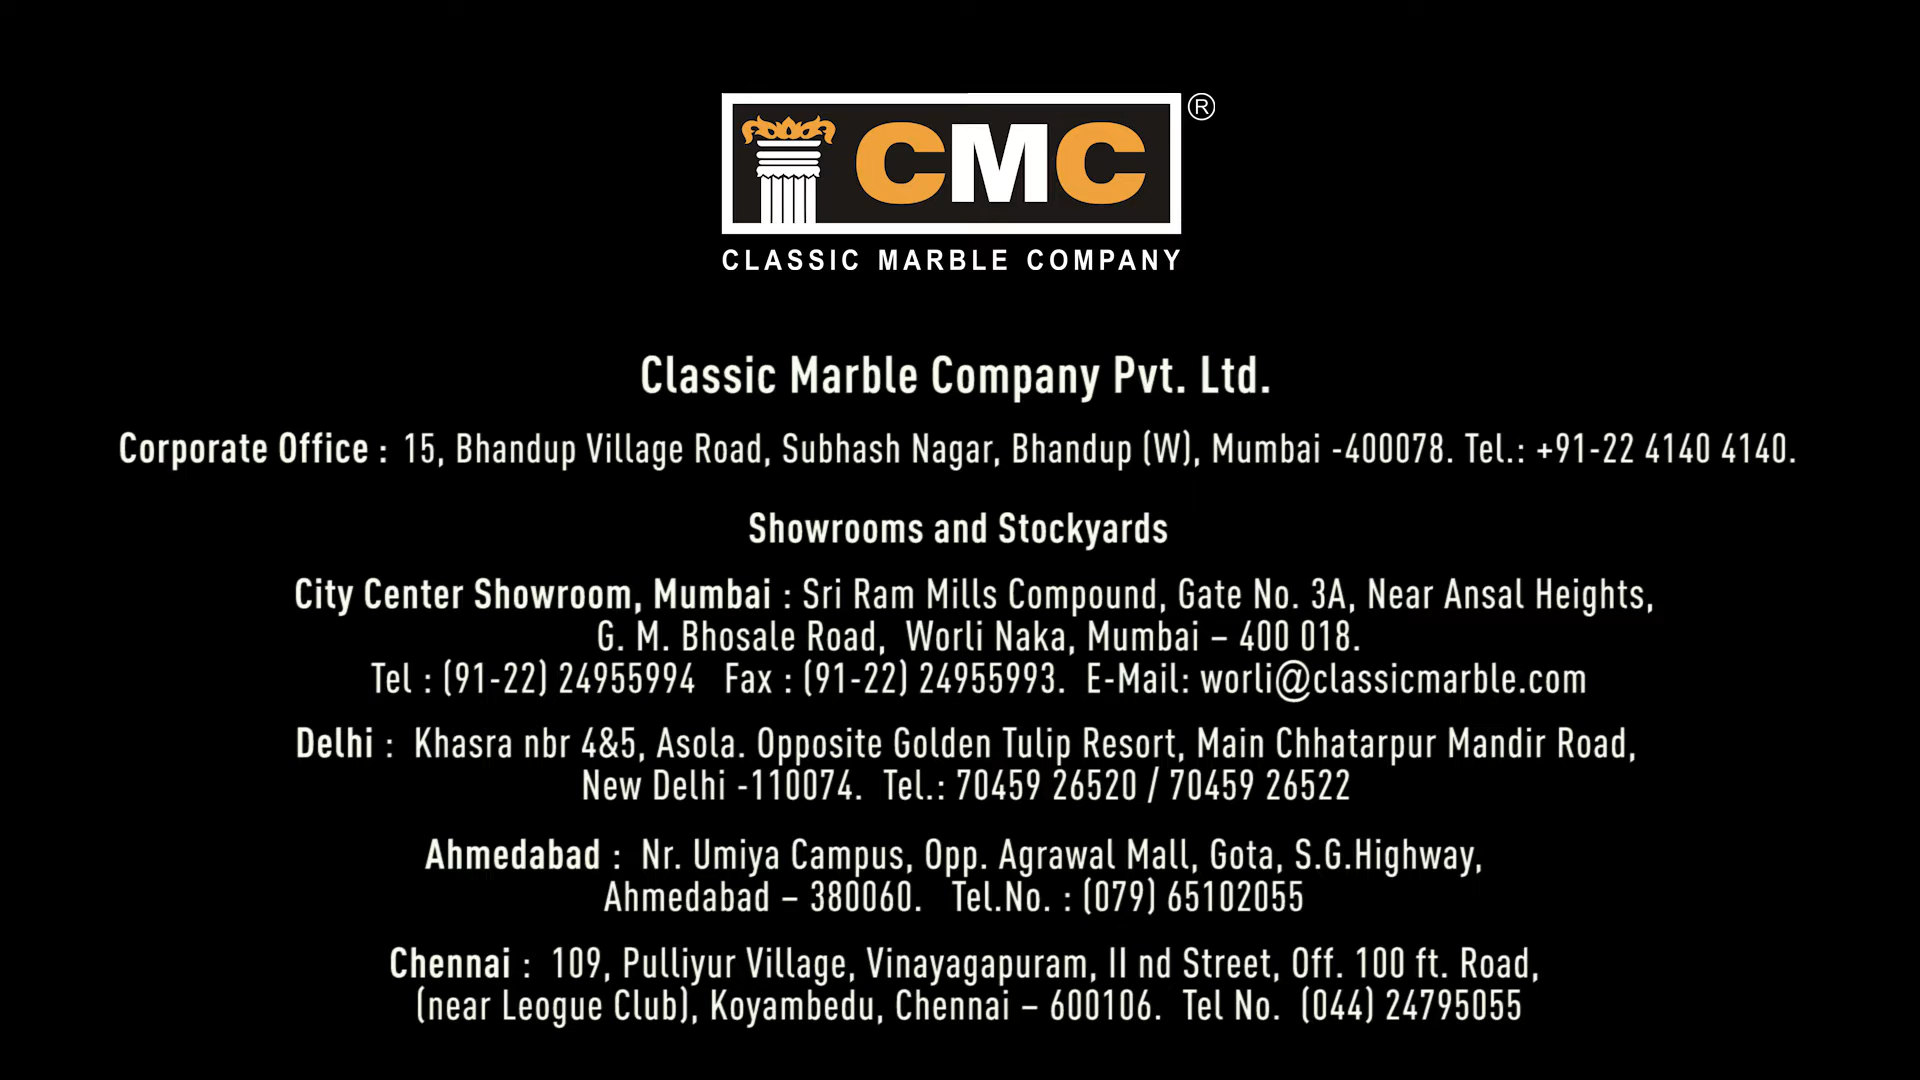 CMC ®
CLASSIC MARBLE COMPANY
Classic Marble Company Pvt. Ltd.
Corporate Office : 15, Bhandup Village Road, Subhash Nagar, Bhandup (W), Mumbai -400078. Tel.: +91-22 4140 4140.
Showrooms and Stockyards
City Center Showroom, Mumbai : Sri Ram Mills Compound, Gate No. 3A, Near Ansal Heights,
G. M. Bhosale Road, Worli Naka, Mumbai – 400 018.
Tel : (91-22) 24955994 Fax : (91-22) 24955993. E-Mail: worli@classicmarble.com
Delhi : Khasra nbr 4&5, Asola. Opposite Golden Tulip Resort, Main Chhatarpur Mandir Road,
New Delhi -110074. Tel.: 70459 26520 / 70459 26522
Ahmedabad : Nr. Umiya Campus, Opp. Agrawal Mall, Gota, S.G.Highway,
Ahmedabad – 380060. Tel.No. : (079) 65102055
Chennai : 109, Pulliyur Village, Vinayagapuram, II nd Street, Off. 100 ft. Road,
(near Leogue Club), Koyambedu, Chennai – 600106. Tel No. (044) 24795055